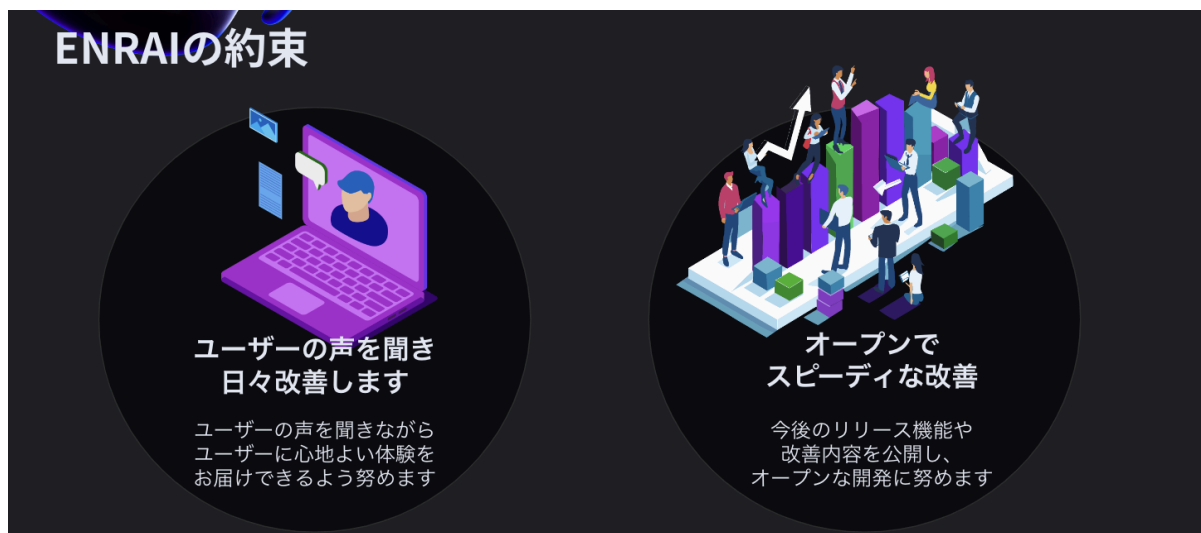 ENRAIの約束
ユーザーの声を聞き
日々改善します
ユーザーの声を聞きながら
ユーザーに心地よい体験を
お届けできるよう努めます
オープンで
スピーディな改善
今後のリリース機能や
改善内容を公開し、
オープンな開発に努めます